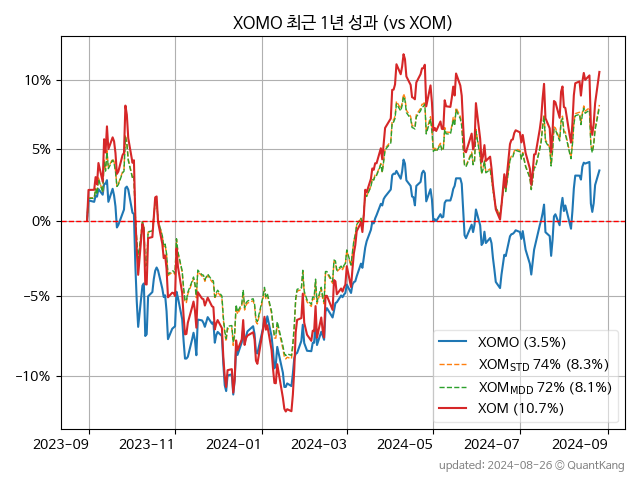 XOMO 최근 1년 성과 (vs XOM)
10%
5%
0%
−5%
−10%
XOMO (3.5%)
XOM_STD 74% (8.3%)
XOM_MDD 72% (8.1%)
XOM (10.7%)
2023-09 2023-11 2024-01 2024-03 2024-05 2024-07 2024-09
updated: 2024-08-26 ⓒ QuantKang